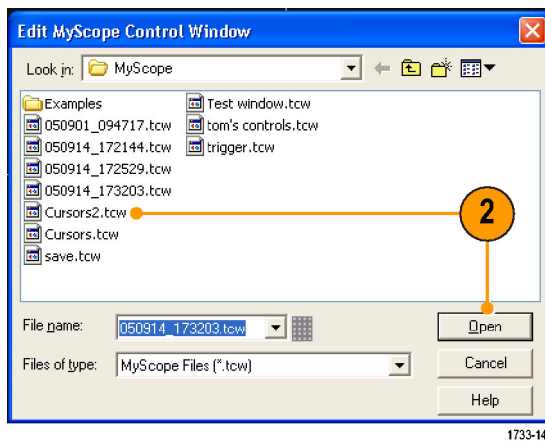 Edit MyScope Control Window
Look in: MyScope
Examples
050901_094717.tcw
050914_172144.tcw
050914_172529.tcw
050914_173203.tcw
Cursors2.tcw
Cursors.tcw
save.tcw
Test window.tcw
tom's controls.tcw
trigger.tcw
2
File name: 050914_173203.tcw
Open
Files of type: MyScope Files (*.tcw)
Cancel
Help
1733-14